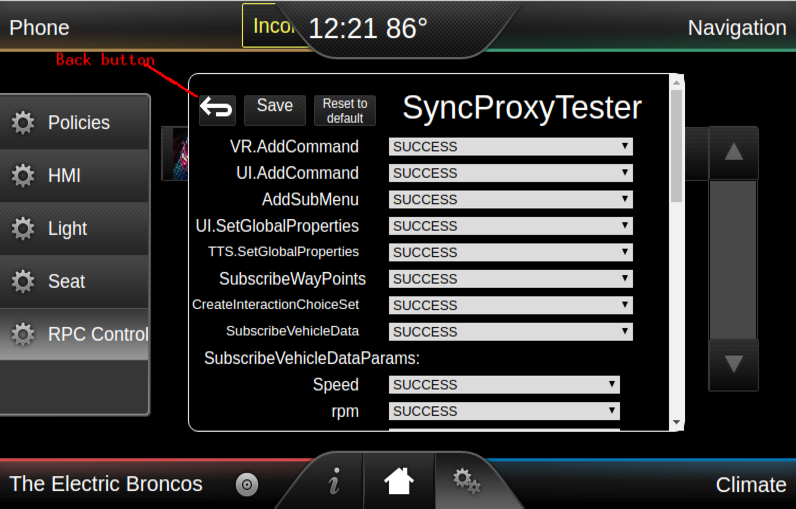 Phone
Incor
12:21 86°
Navigation
Back button
Save
Reset to
default
SyncProxyTester
Policies
HMI
Light
Seat
RPC Control
VR.AddCommand SUCCESS
UI.AddCommand SUCCESS
AddSubMenu SUCCESS
UI.SetGlobalProperties SUCCESS
TTS.SetGlobalProperties SUCCESS
SubscribeWayPoints SUCCESS
CreateInteractionChoiceSet SUCCESS
SubscribeVehicleData SUCCESS
SubscribeVehicleDataParams:
Speed SUCCESS
rpm SUCCESS
The Electric Broncos
i
Climate